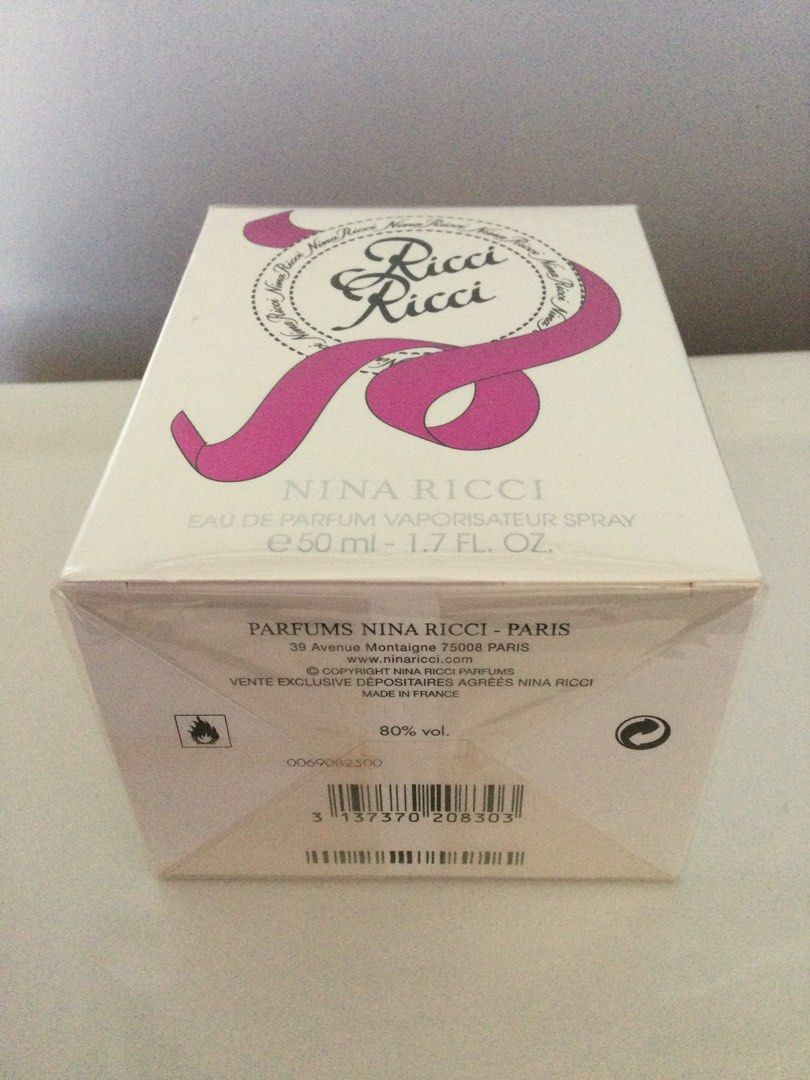 Nina Ricci Nina Ricci Nina Ricci Nina Ricci Nina Ricci Nina
Ricci
Ricci
NINA RICCI
EAU DE PARFUM VAPORISATEUR SPRAY
e 50 ml - 1.7 FL. OZ.
PARFUMS NINA RICCI - PARIS
39 Avenue Montaigne 75008 PARIS
www.ninaricci.com
© COPYRIGHT NINA RICCI PARFUMS
VENTE EXCLUSIVE DÉPOSITAIRES AGRÉÉS NINA RICCI
MADE IN FRANCE
80% vol.
0069082300
3 137370 208303